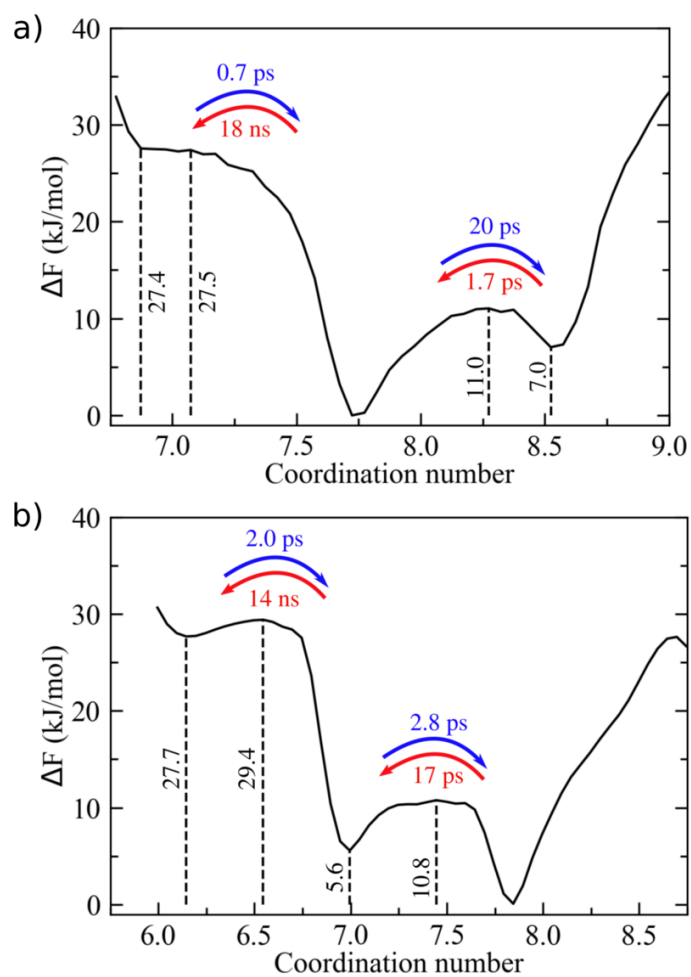 a)
40
30
20
10
0
ΔF (kJ/mol)
0.7 ps
18 ns
20 ps
1.7 ps
27.4
27.5
11.0
7.0
7.0
7.5
8.0
8.5
9.0
Coordination number
b)
40
30
20
10
0
ΔF (kJ/mol)
2.0 ps
14 ns
2.8 ps
17 ps
27.7
29.4
5.6
10.8
6.0
6.5
7.0
7.5
8.0
8.5
Coordination number